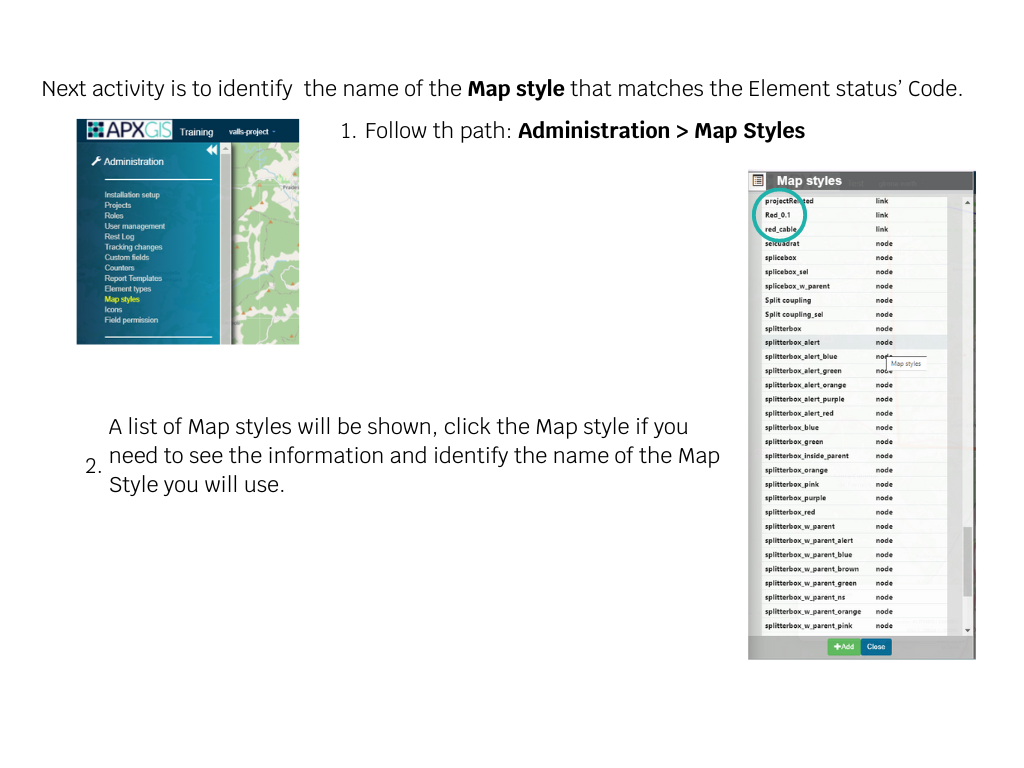 Next activity is to identify  the name of the Map style that matches the Element status’ Code.
1. Follow th path: Administration > Map Styles
APXGIS Training valls-project
Administration
Installation setup
Projects
Roles
User management
Rest Log
Tracking changes
Custom fields
Counters
Report Templates
Element types
Map styles
Icons
Field permission
2. A list of Map styles will be shown, click the Map style if you
need to see the information and identify the name of the Map
Style you will use.
Map styles
projectRelated link
Red_0.1 link
red_cable link
selcuadrat node
splicebox node
splicebox_sel node
splicebox_w_parent node
Split coupling node
Split coupling_sel node
splitterbox node
splitterbox_alert node
splitterbox_alert_blue node
Map styles
splitterbox_alert_green node
splitterbox_alert_orange node
splitterbox_alert_purple node
splitterbox_alert_red node
splitterbox_blue node
splitterbox_green node
splitterbox_inside_parent node
splitterbox_orange node
splitterbox_pink node
splitterbox_purple node
splitterbox_red node
splitterbox_w_parent node
splitterbox_w_parent_alert node
splitterbox_w_parent_blue node
splitterbox_w_parent_brown node
splitterbox_w_parent_green node
splitterbox_w_parent_ns node
splitterbox_w_parent_orange node
splitterbox_w_parent_pink node
Add Close